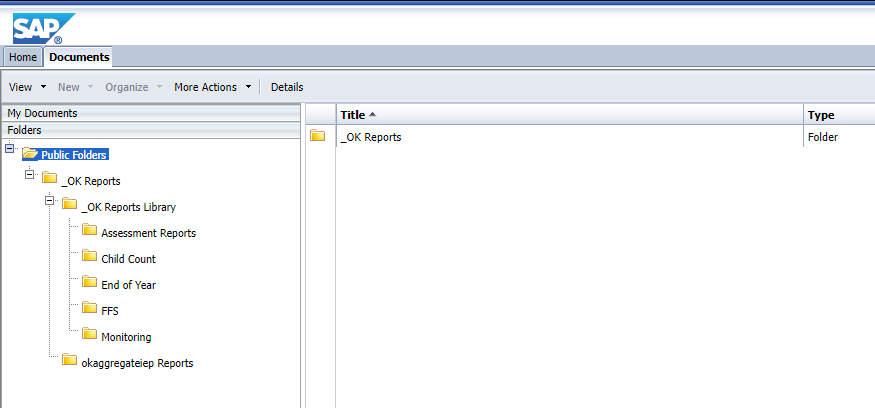 SAP®
Home Documents
View New Organize More Actions Details
My Documents
Folders
Public Folders
_OK Reports
_OK Reports Library
Assessment Reports
Child Count
End of Year
FFS
Monitoring
okaggregateiep Reports
Title Type
_OK Reports Folder